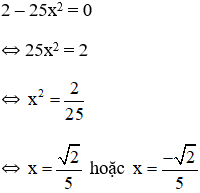 2 – 25x² = 0
⇔ 25x² = 2
⇔ x² = 2/25
⇔ x = √2/5 hoặc x = –√2/5